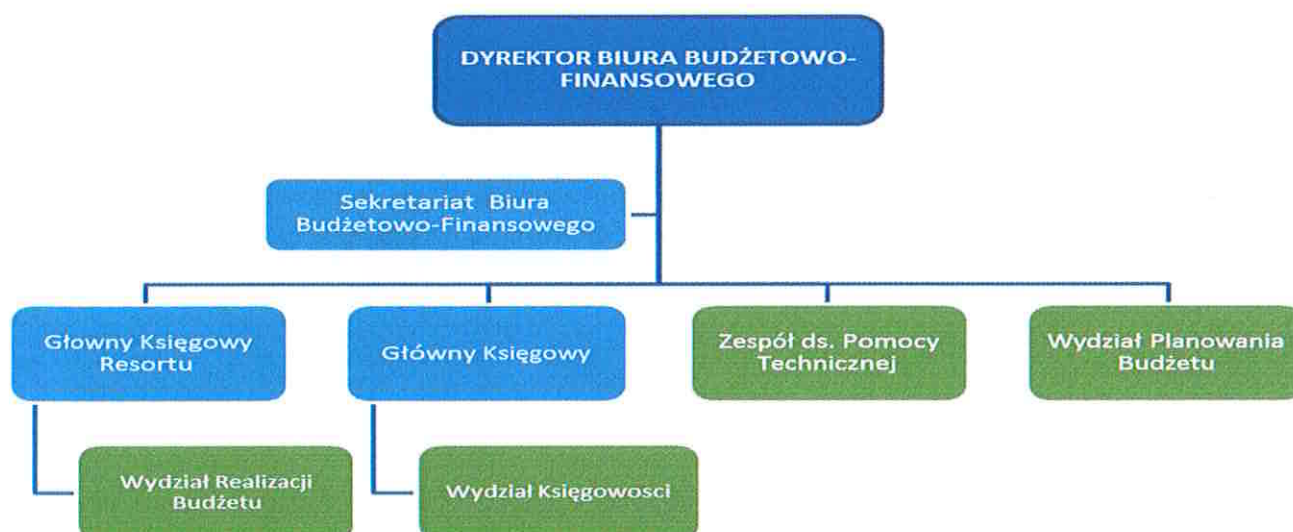 DYREKTOR BIURA BUDŻETOWO-
FINANSOWEGO
Sekretariat Biura
Budżetowo-Finansowego
Głowny Księgowy
Resortu
Główny Księgowy
Zespół ds. Pomocy
Technicznej
Wydział Planowania
Budżetu
Wydział Realizacji
Budżetu
Wydział Księgowosci